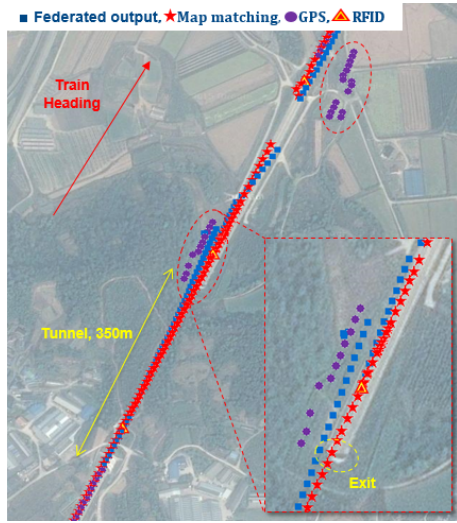 Federated output, Map matching, GPS, RFID
Train
Heading
Tunnel, 350m
Exit